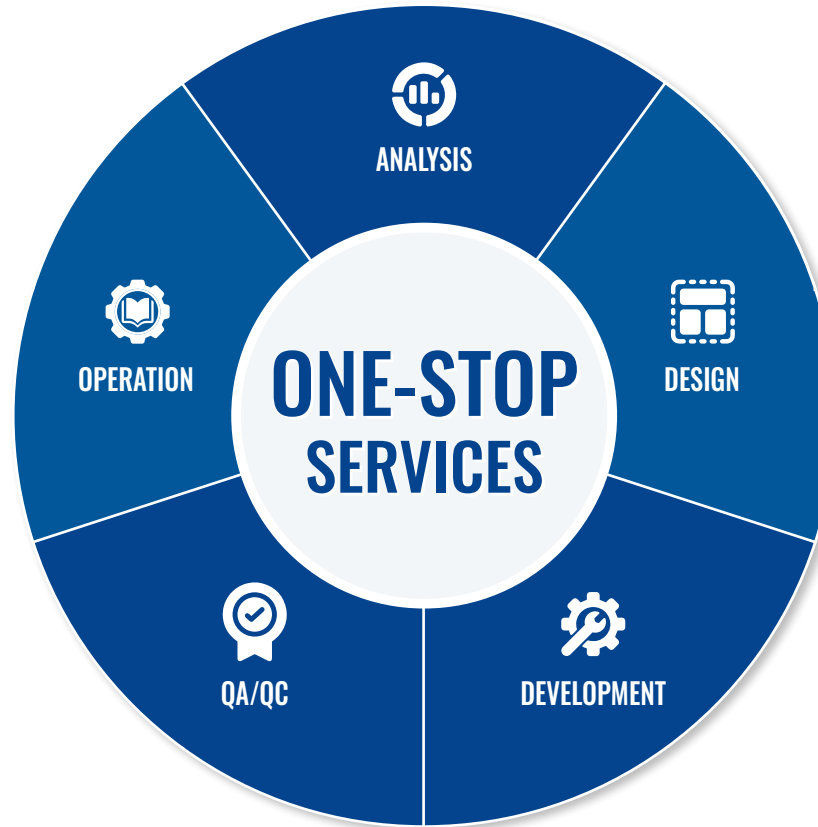 ANALYSIS
OPERATION
DESIGN
ONE-STOP
SERVICES
QA/QC
DEVELOPMENT